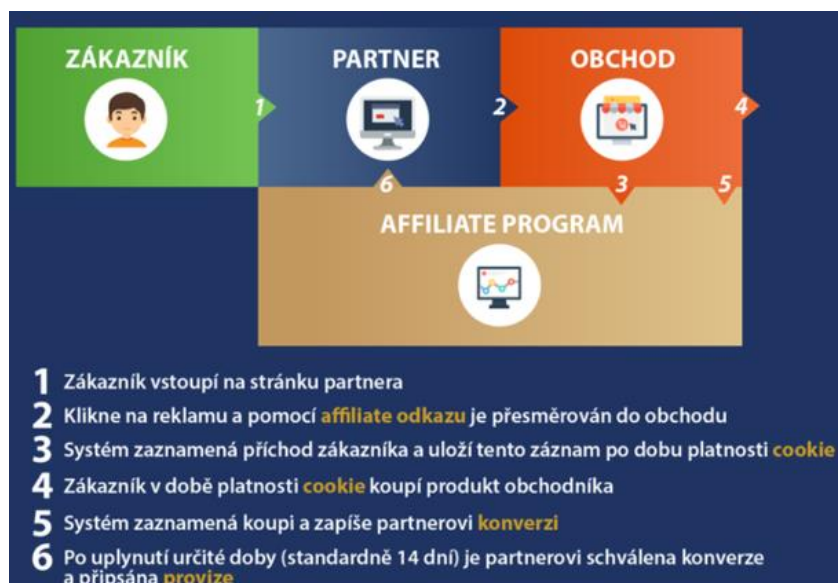 ZÁKAZNÍK
PARTNER
OBCHOD
1
2
4
6
3
5
AFFILIATE PROGRAM
1 Zákazník vstoupí na stránku partnera
2 Klikne na reklamu a pomocí affiliate odkazu je přesměrován do obchodu
3 Systém zaznamená příchod zákazníka a uloží tento záznam po dobu platnosti cookie
4 Zákazník v době platnosti cookie koupí produkt obchodníka
5 Systém zaznamená koupi a zapíše partnerovi konverzi
6 Po uplynutí určité doby (standardně 14 dní) je partnerovi schválena konverze
a připsána provize